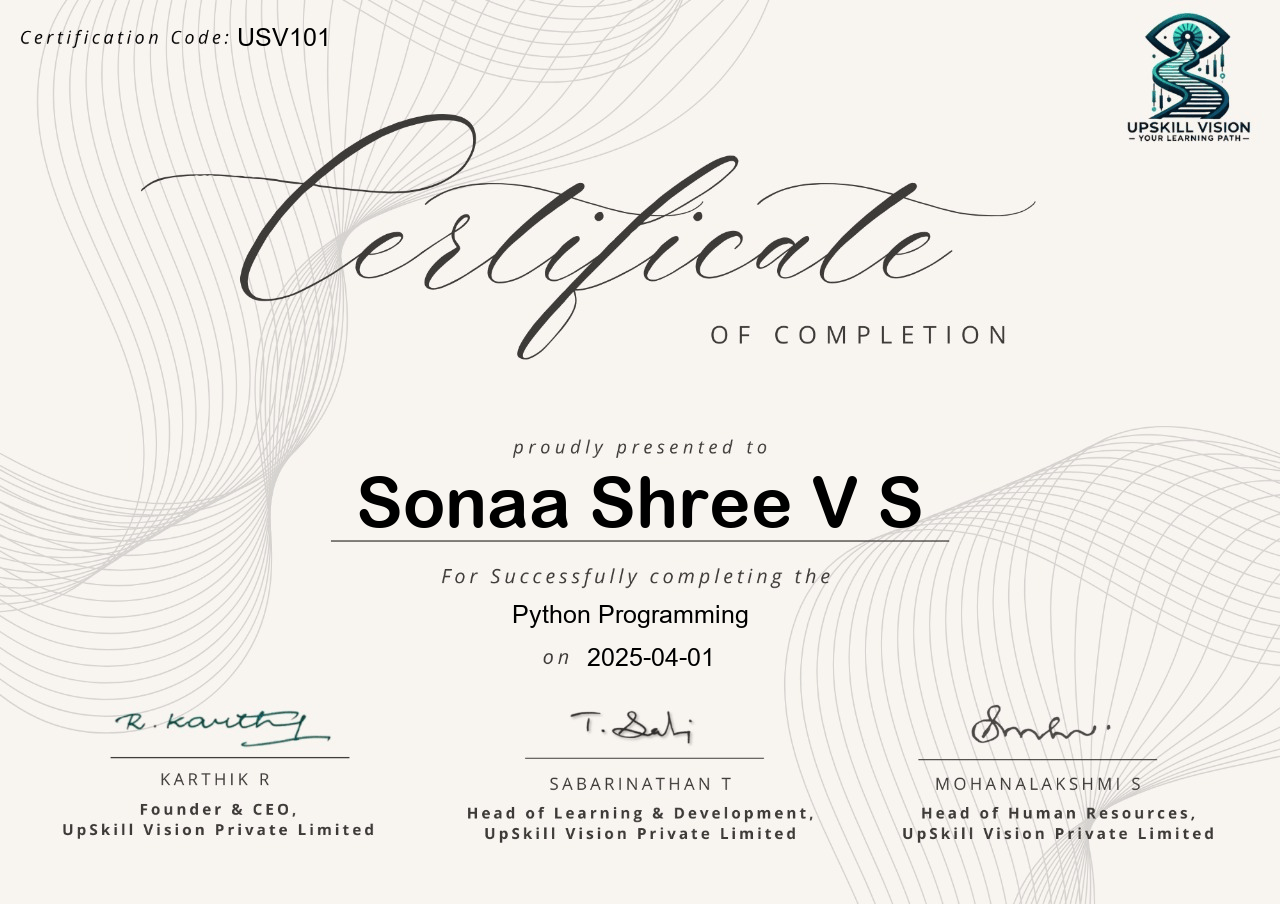 Certification Code: USV101
UPSKILL VISION
— YOUR LEARNING PATH —
Certificate
OF COMPLETION
proudly presented to
Sonaa Shree V S
For Successfully completing the
Python Programming
on 2025-04-01
R. Karthy
T. Sabi
KARTHIK R
SABARINATHAN T
MOHANALAKSHMI S
Founder & CEO,
UpSkill Vision Private Limited
Head of Learning & Development,
UpSkill Vision Private Limited
Head of Human Resources,
UpSkill Vision Private Limited